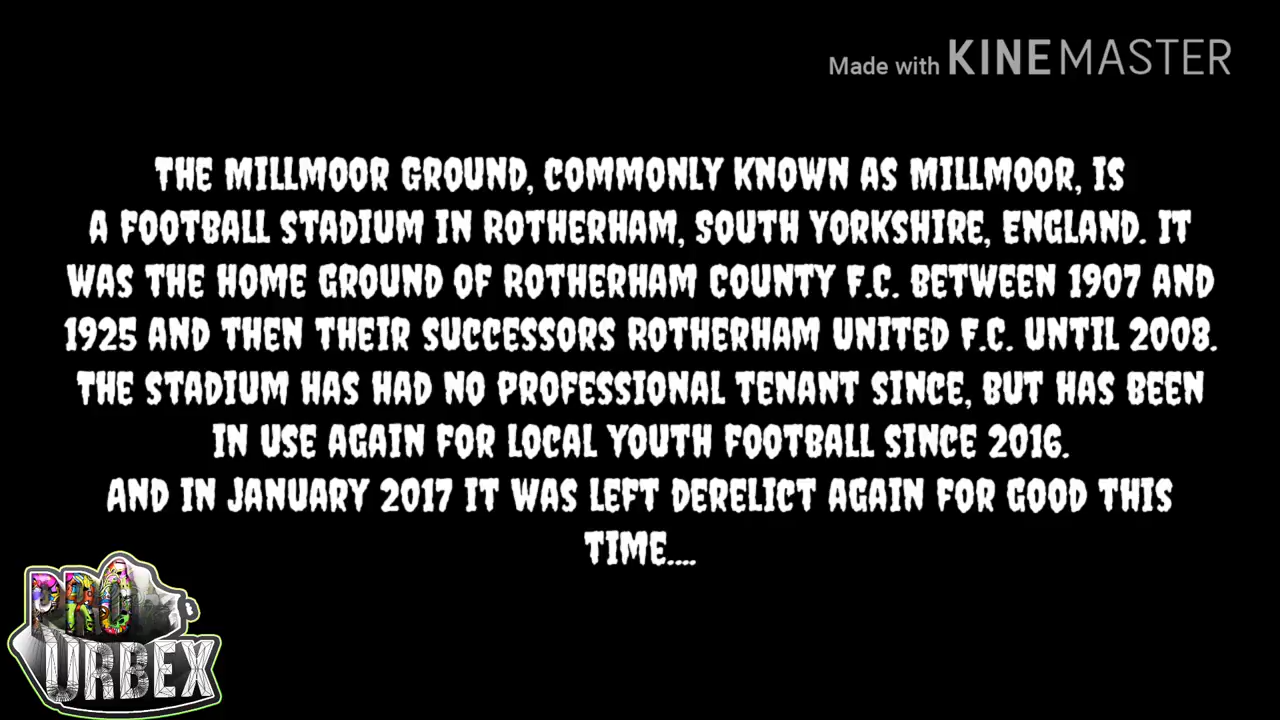 Made with KINEMASTER
THE MILLMOOR GROUND, COMMONLY KNOWN AS MILLMOOR, IS
A FOOTBALL STADIUM IN ROTHERHAM, SOUTH YORKSHIRE, ENGLAND. IT
WAS THE HOME GROUND OF ROTHERHAM COUNTY F.C. BETWEEN 1907 AND
1925 AND THEN THEIR SUCCESSORS ROTHERHAM UNITED F.C. UNTIL 2008.
THE STADIUM HAS HAD NO PROFESSIONAL TENANT SINCE, BUT HAS BEEN
IN USE AGAIN FOR LOCAL YOUTH FOOTBALL SINCE 2016.
AND IN JANUARY 2017 IT WAS LEFT DERELICT AGAIN FOR GOOD THIS
TIME....
PRO
URBEX